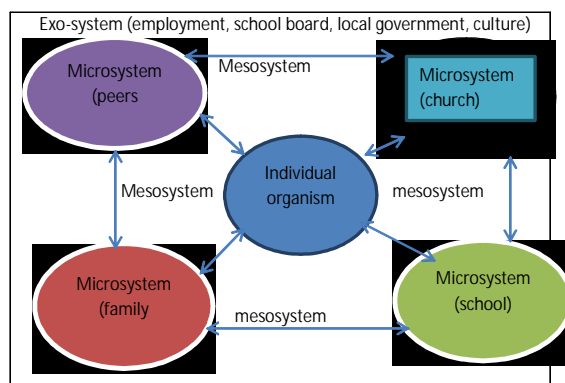 Exo-system (employment, school board, local government, culture)
Microsystem
(peers
Mesosystem
Microsystem
(church)
Individual
organism
Mesosystem
mesosystem
Microsystem
(family
mesosystem
Microsystem
(school)